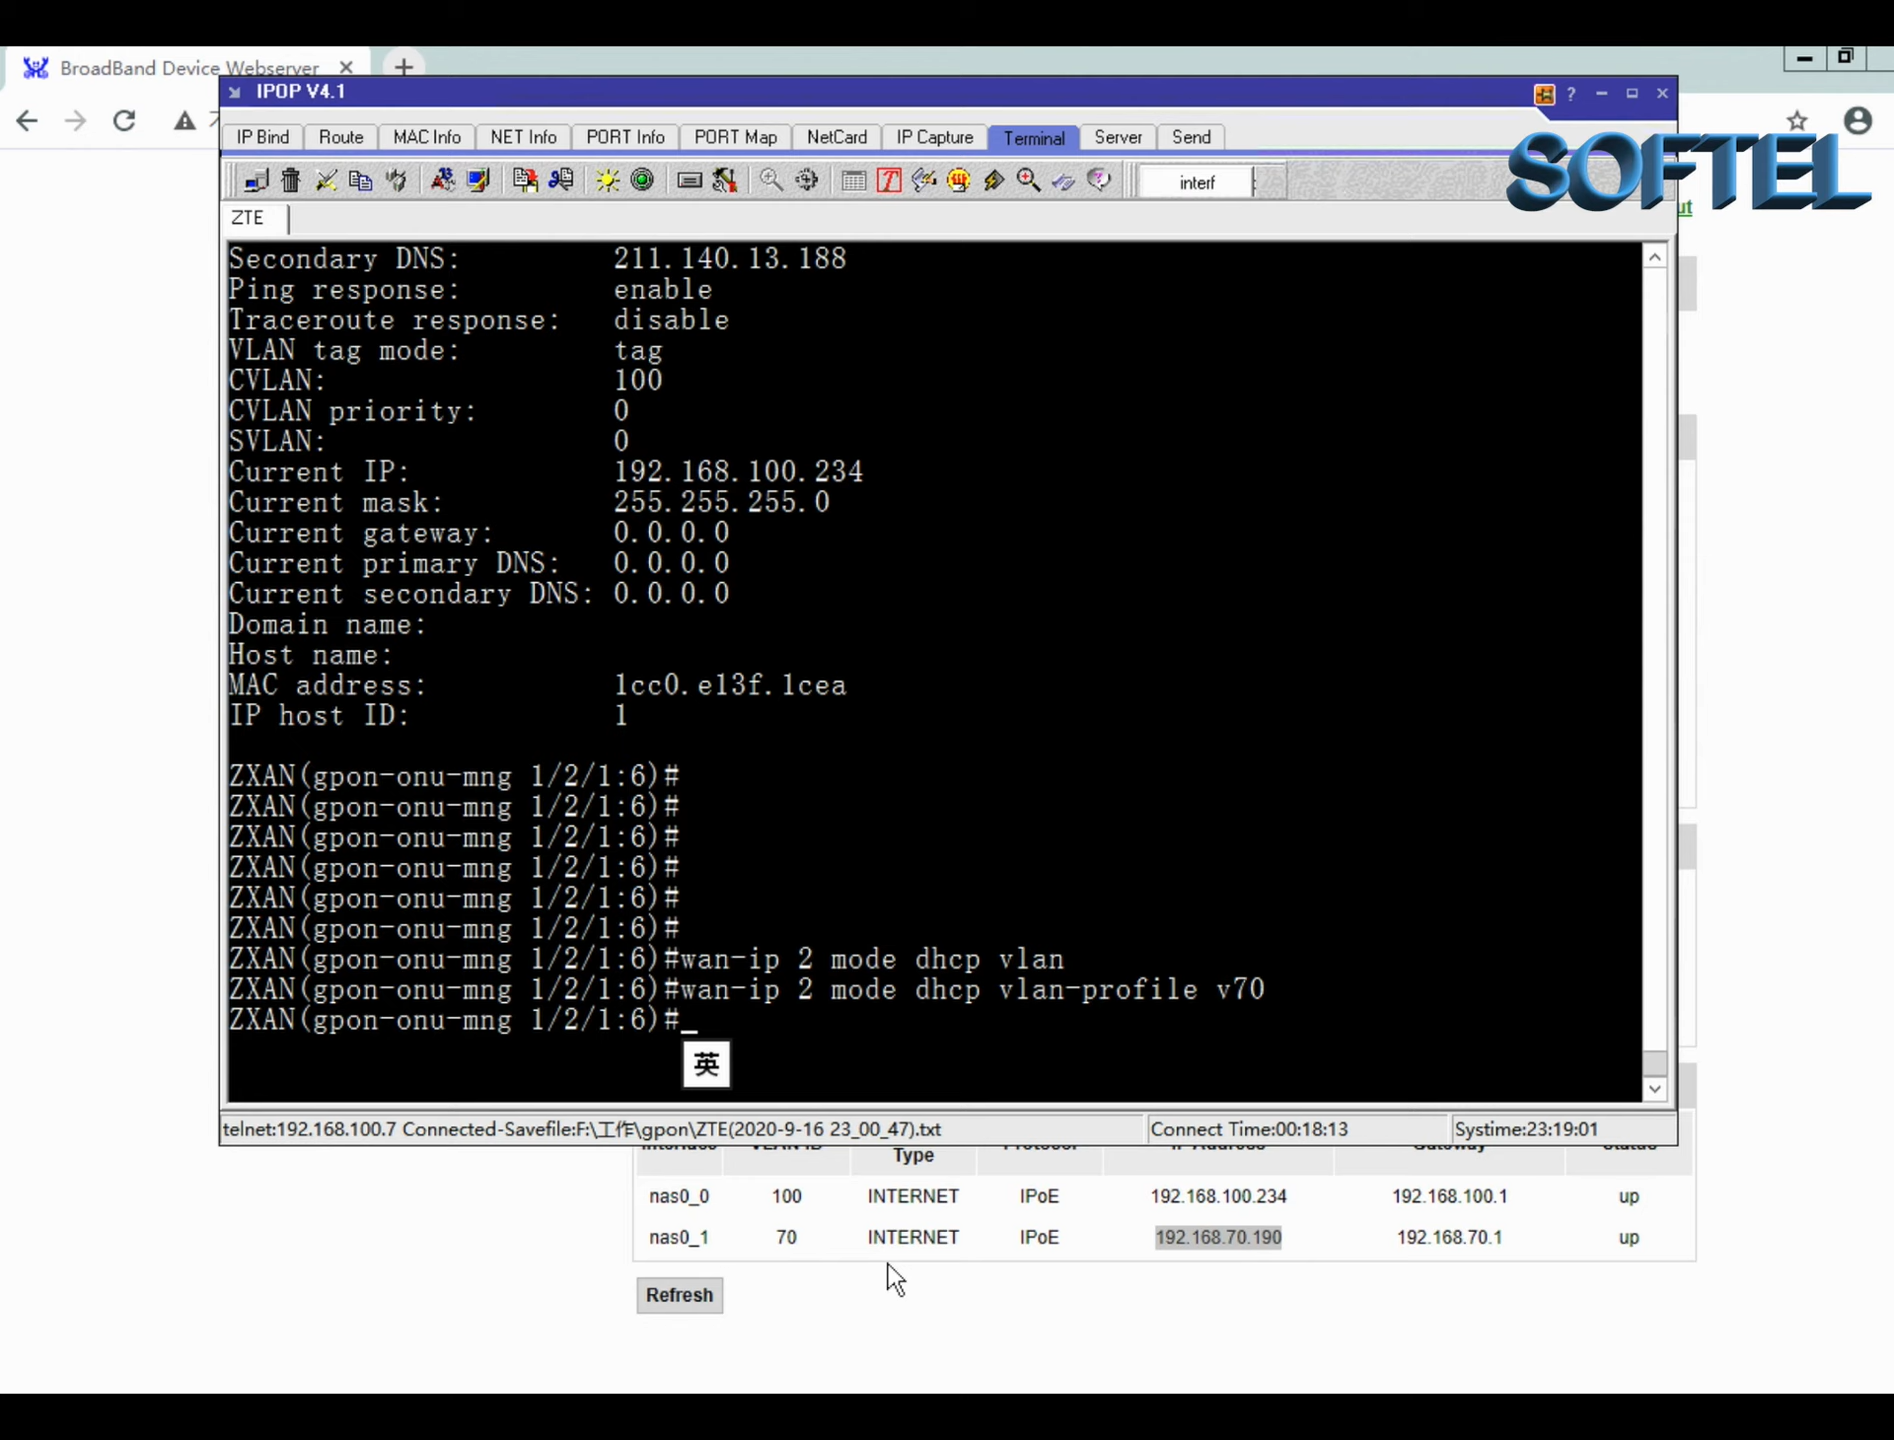 BroadBand Device Webserver
IPOP V4.1
IP Bind
Route
MAC Info
NET Info
PORT Info
PORT Map
NetCard
IP Capture
Terminal
Server
Send
SOFTEL
interf
ZTE
Secondary DNS: 211.140.13.188
Ping response: enable
Traceroute response: disable
VLAN tag mode: tag
CVLAN: 100
CVLAN priority: 0
SVLAN: 0
Current IP: 192.168.100.234
Current mask: 255.255.255.0
Current gateway: 0.0.0.0
Current primary DNS: 0.0.0.0
Current secondary DNS: 0.0.0.0
Domain name:
Host name:
MAC address: 1cc0.e13f.1cea
IP host ID: 1
ZXAN(gpon-onu-mng 1/2/1:6)#
ZXAN(gpon-onu-mng 1/2/1:6)#
ZXAN(gpon-onu-mng 1/2/1:6)#
ZXAN(gpon-onu-mng 1/2/1:6)#
ZXAN(gpon-onu-mng 1/2/1:6)#
ZXAN(gpon-onu-mng 1/2/1:6)#
ZXAN(gpon-onu-mng 1/2/1:6)#wan-ip 2 mode dhcp vlan
ZXAN(gpon-onu-mng 1/2/1:6)#wan-ip 2 mode dhcp vlan-profile v70
ZXAN(gpon-onu-mng 1/2/1:6)#_
英
telnet:192.168.100.7 Connected-Savefile:F:\工作\gpon\ZTE(2020-9-16 23_00_47).txt
Connect Time:00:18:13
Systime:23:19:01
Type
nas0_0 100 INTERNET IPoE 192.168.100.234 192.168.100.1 up
nas0_1 70 INTERNET IPoE 192.168.70.190 192.168.70.1 up
Refresh